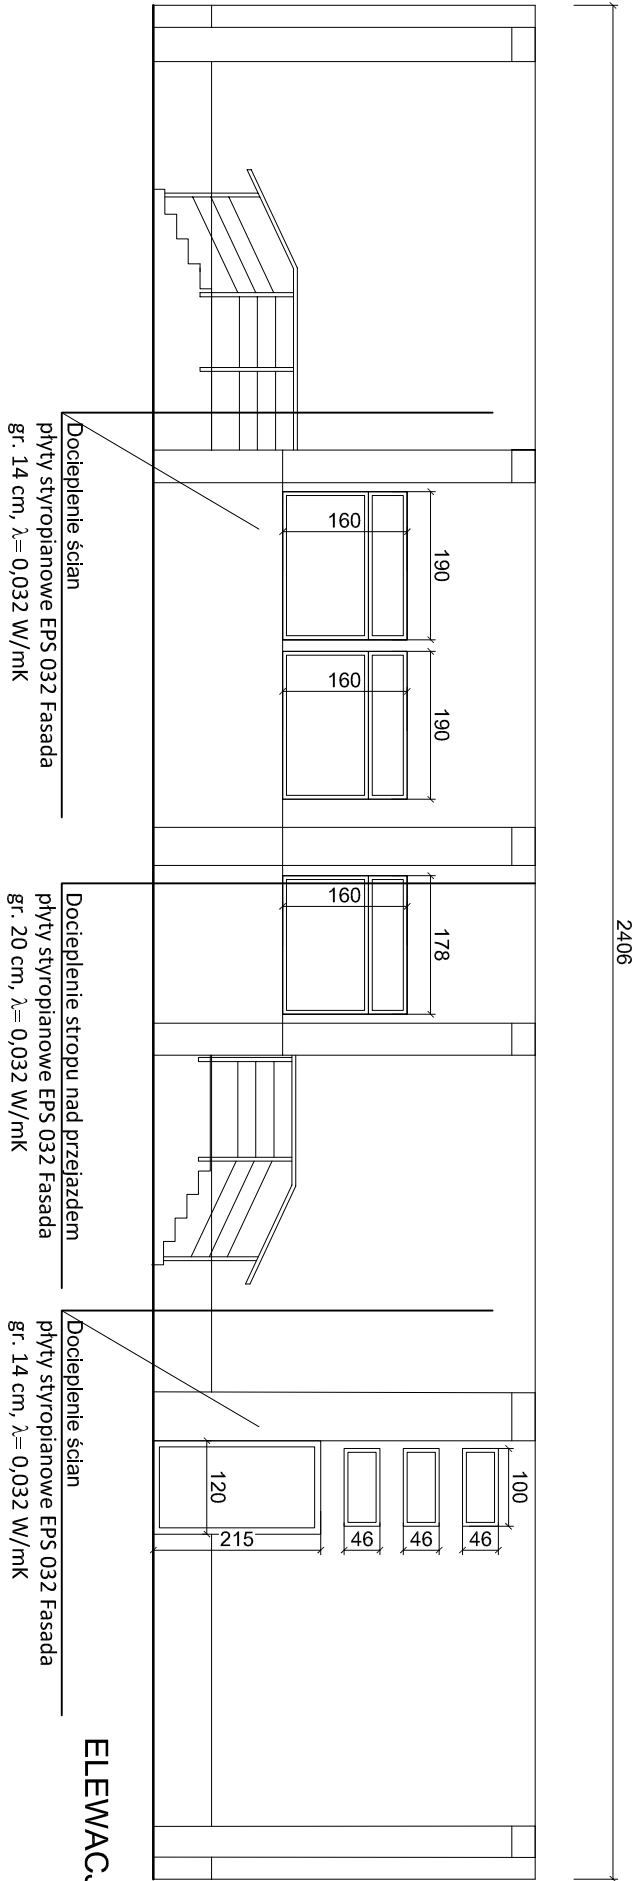 2406
190
160
190
160
178
160
100
46
46
46
120
215
Docieplenie ścian
płyty styropianowe EPS 032 Fasada
gr. 14 cm, λ= 0,032 W/mK
Docieplenie stropu nad przejazdem
płyty styropianowe EPS 032 Fasada
gr. 20 cm, λ= 0,032 W/mK
Docieplenie ścian
płyty styropianowe EPS 032 Fasada
gr. 14 cm, λ= 0,032 W/mK
ELEWACJ